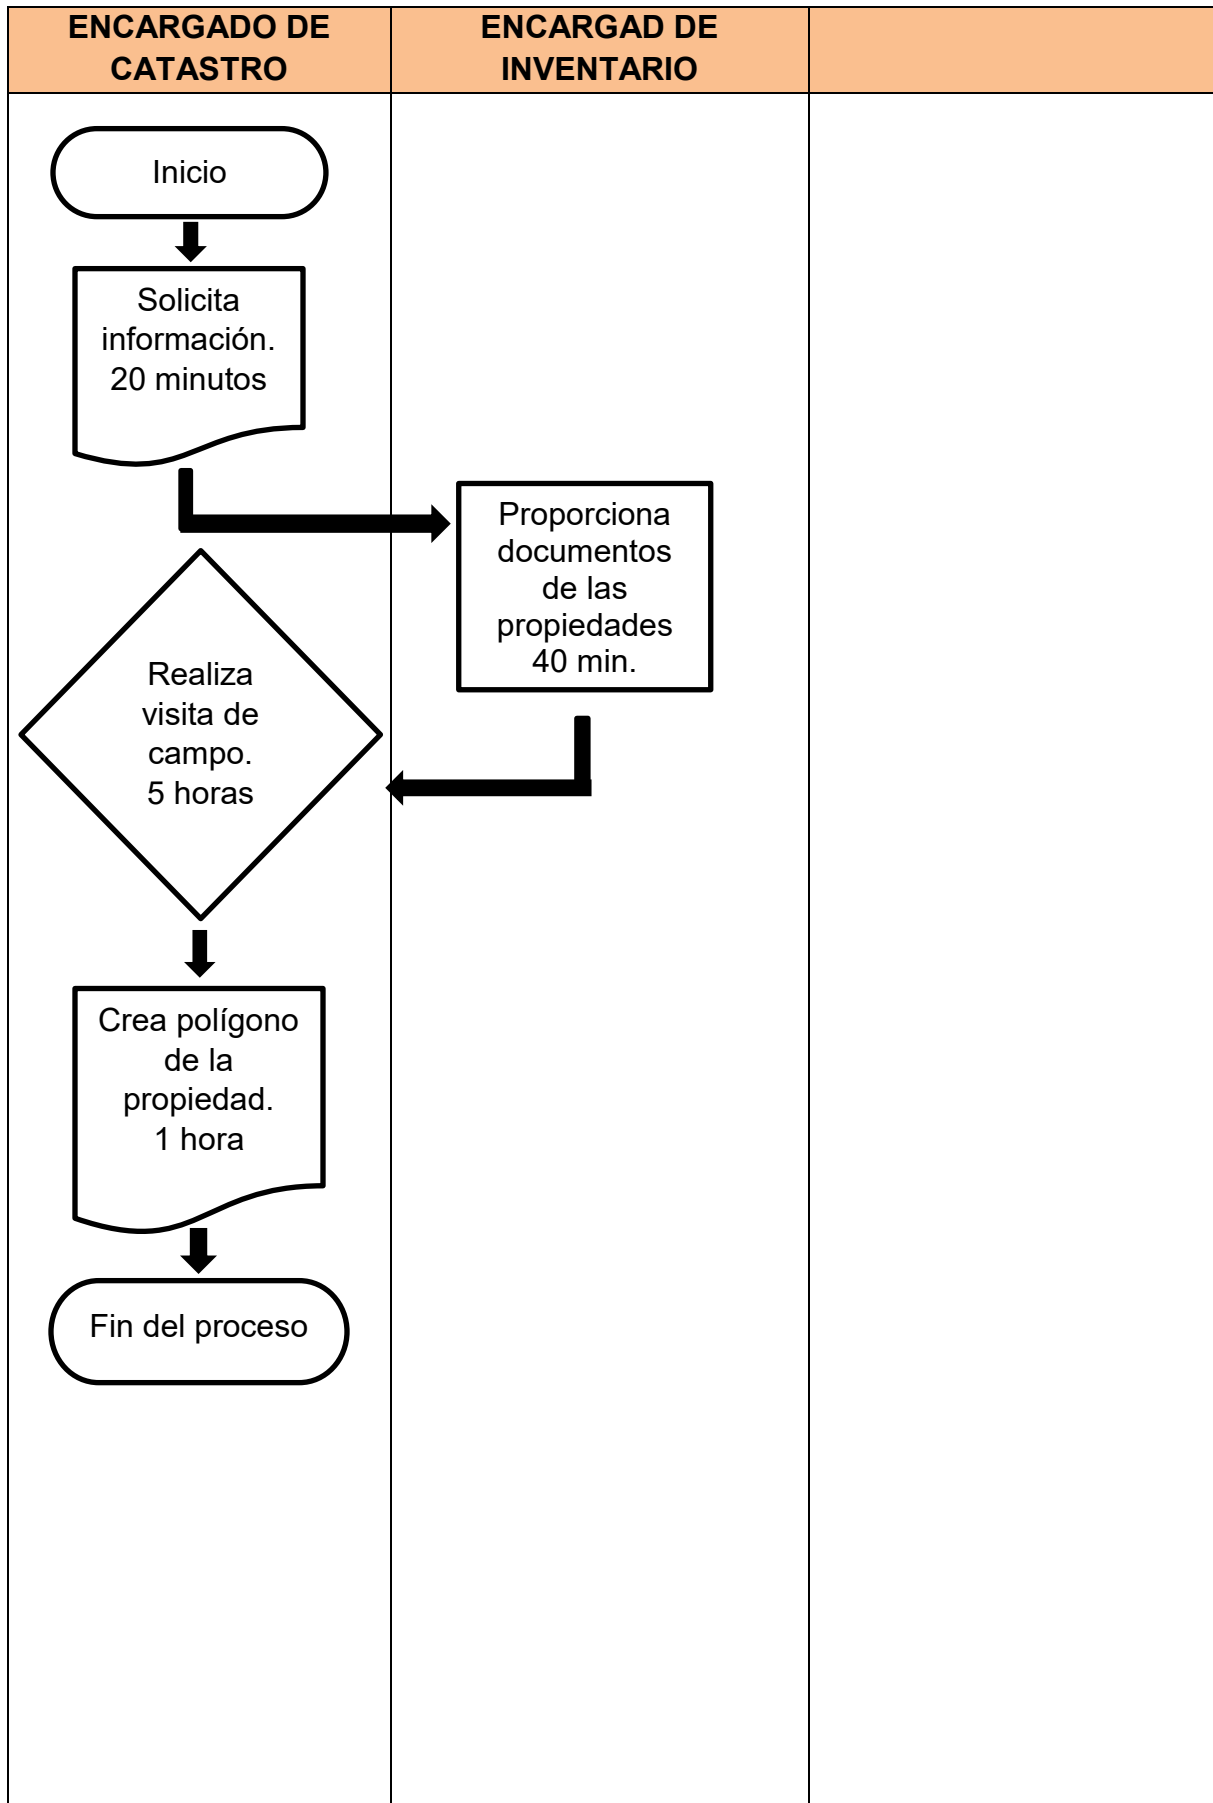 ENCARGADO DE
CATASTRO
ENCARGAD DE
INVENTARIO
Inicio
Solicita
información.
20 minutos
Proporciona
documentos
de las
propiedades
40 min.
Realiza
visita de
campo.
5 horas
Crea polígono
de la
propiedad.
1 hora
Fin del proceso